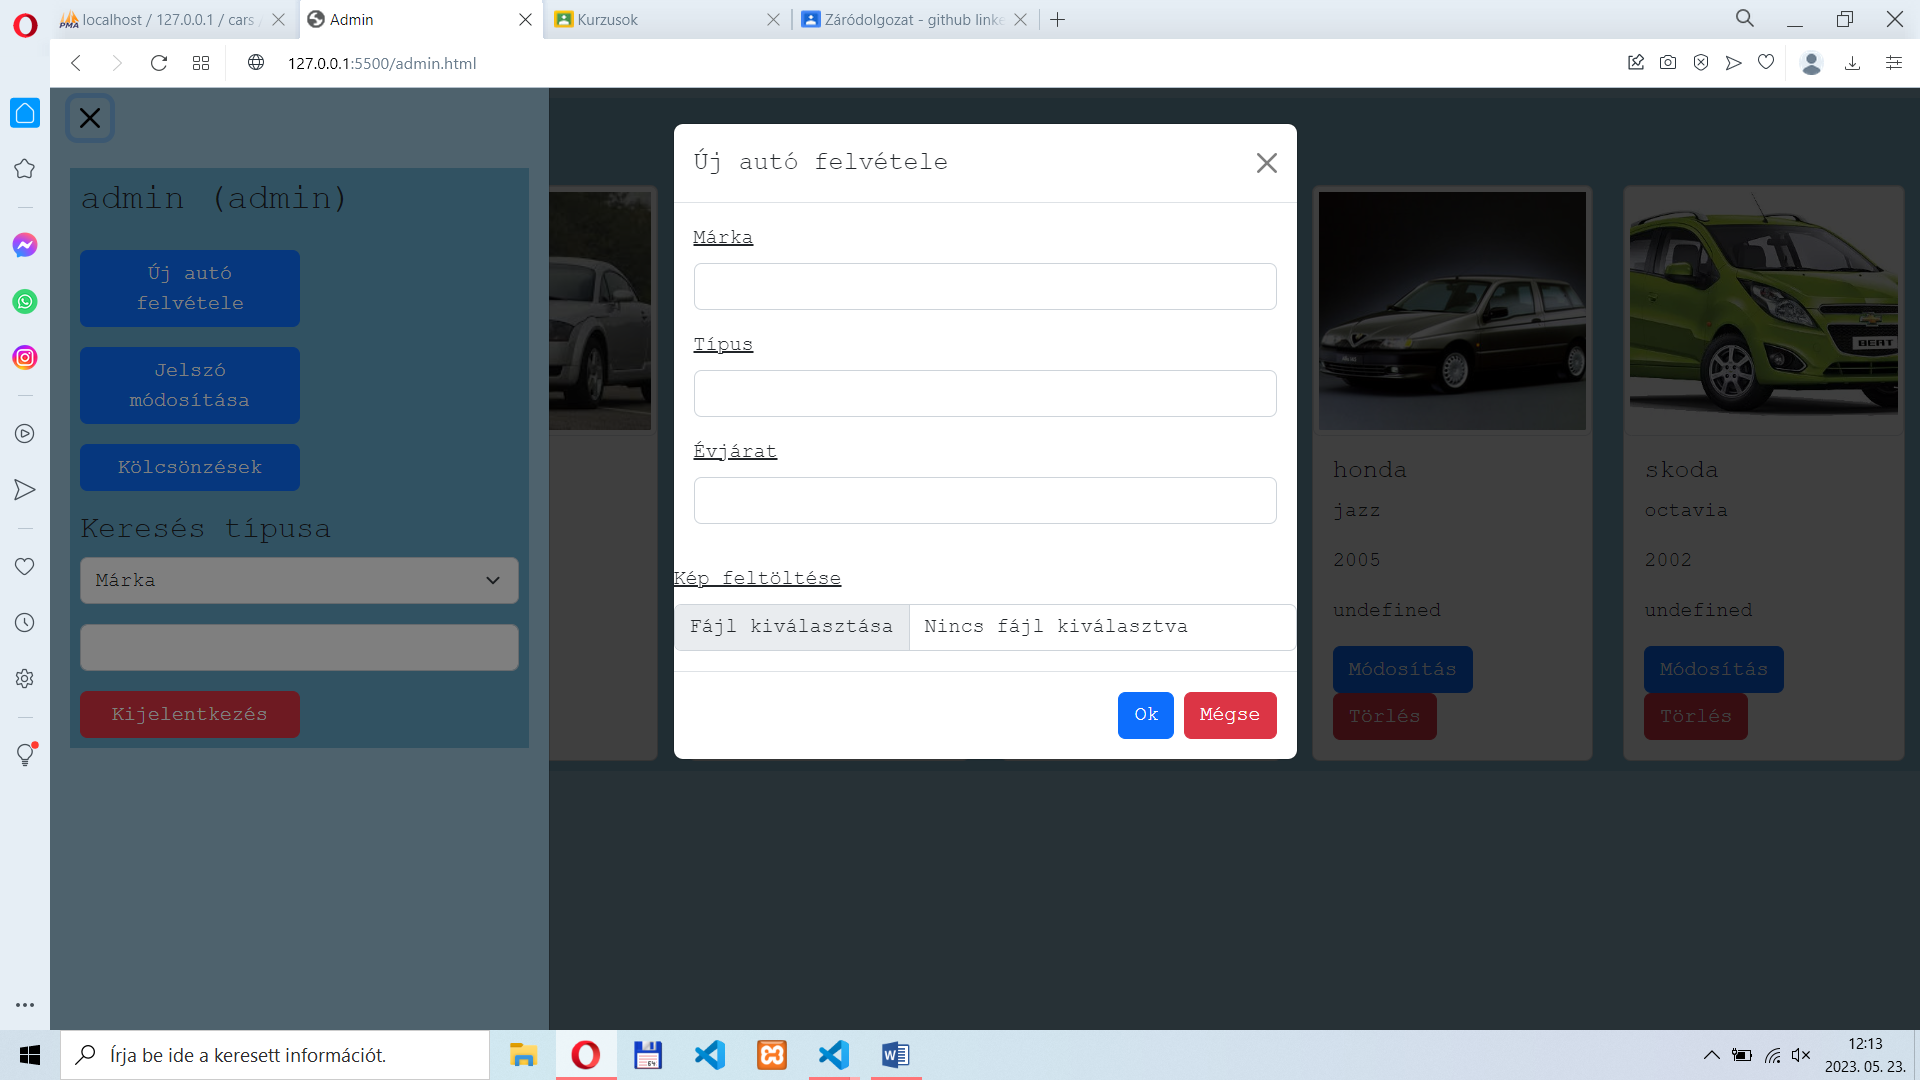 localhost / 127.0.0.1 / cars
Admin
Kurzusok
Záródolgozat - github linke
127.0.0.1:5500/admin.html
admin (admin)
Új autó
felvétele
Jelszó
módosítása
Kölcsönzések
Keresés típusa
Márka
Kijelentkezés
Új autó felvétele
Márka
Típus
Évjárat
Kép feltöltése
Fájl kiválasztása
Nincs fájl kiválasztva
Ok
Mégse
honda
jazz
2005
undefined
Módosítás
Törlés
BERT
skoda
octavia
2002
undefined
Módosítás
Törlés
Írja be ide a keresett információt.
12:13
2023. 05. 23.